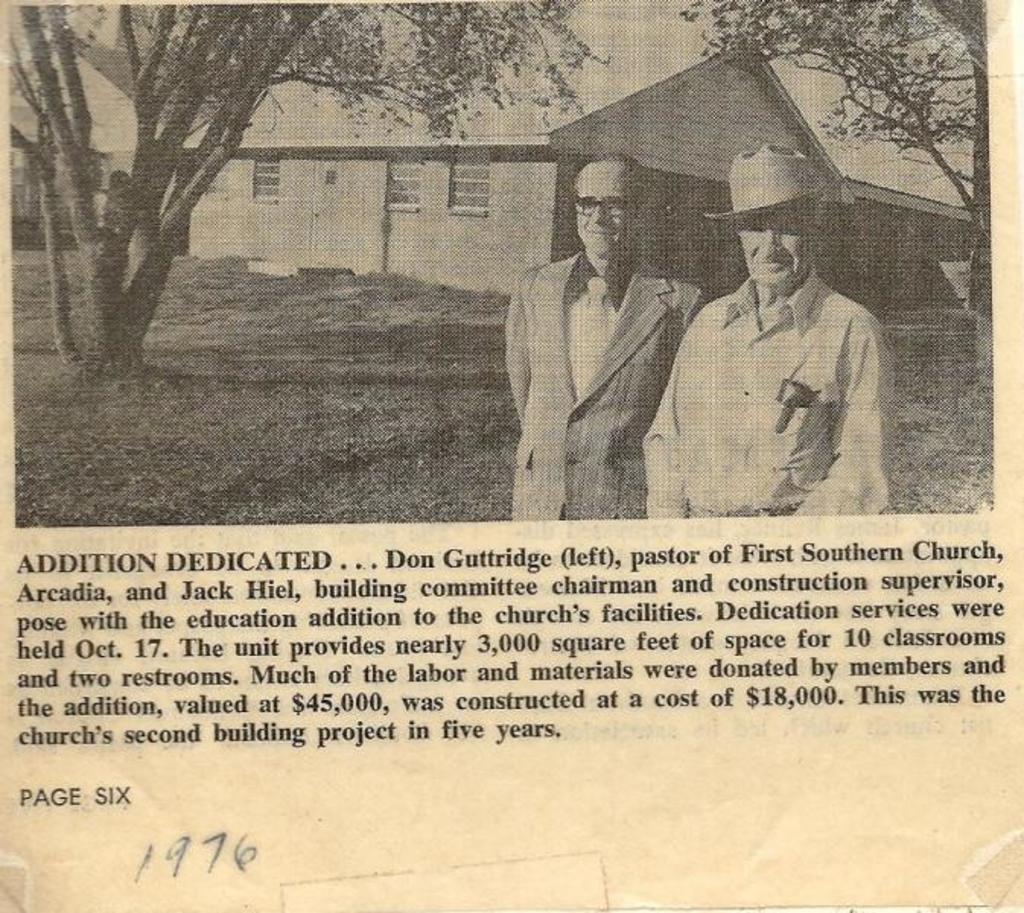 ADDITION DEDICATED . . . Don Guttridge (left), pastor of First Southern Church,
Arcadia, and Jack Hiel, building committee chairman and construction supervisor,
pose with the education addition to the church's facilities. Dedication services were
held Oct. 17. The unit provides nearly 3,000 square feet of space for 10 classrooms
and two restrooms. Much of the labor and materials were donated by members and
the addition, valued at $45,000, was constructed at a cost of $18,000. This was the
church's second building project in five years.
PAGE SIX
1976